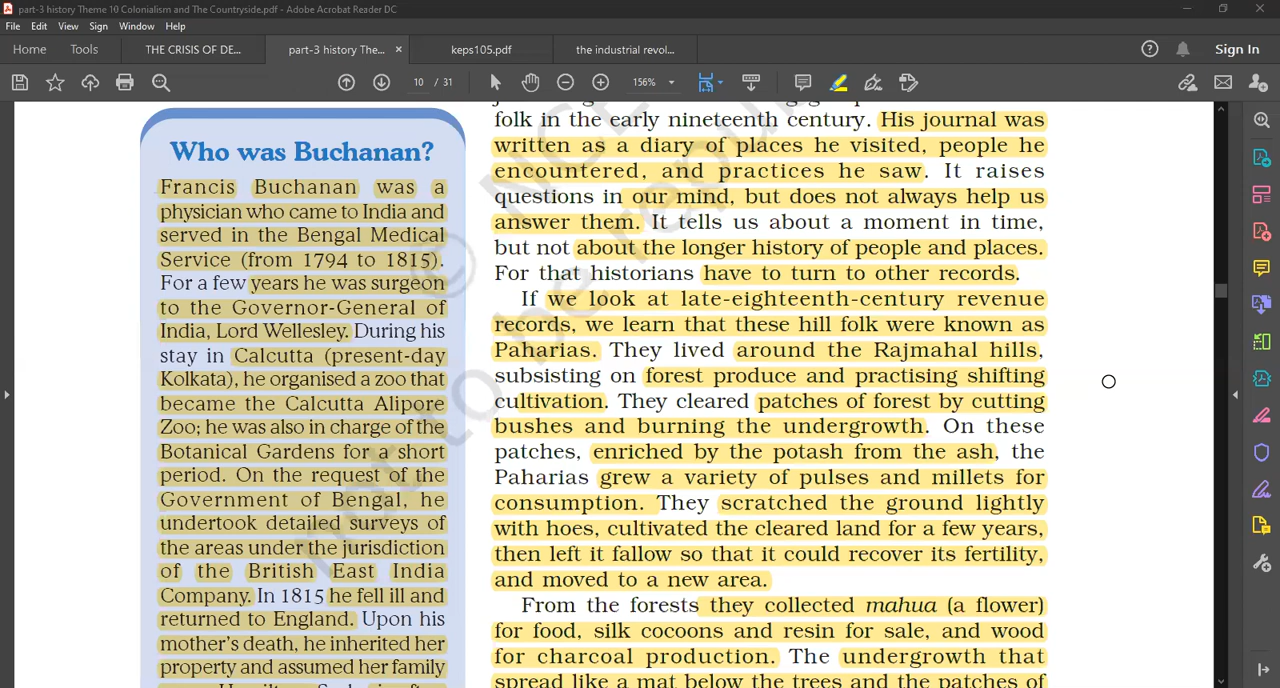 part-3 history Theme 10 Colonialism and The Countryside.pdf - Adobe Acrobat Reader DC
File Edit View Sign Window Help
Home Tools THE CRISIS OF DE... part-3 history The... × keps105.pdf the industrial revol... Sign In
10 / 31 156%
Who was Buchanan?
Francis Buchanan was a
physician who came to India and
served in the Bengal Medical
Service (from 1794 to 1815).
For a few years he was surgeon
to the Governor-General of
India, Lord Wellesley. During his
stay in Calcutta (present-day
Kolkata), he organised a zoo that
became the Calcutta Alipore
Zoo; he was also in charge of the
Botanical Gardens for a short
period. On the request of the
Government of Bengal, he
undertook detailed surveys of
the areas under the jurisdiction
of the British East India
Company. In 1815 he fell ill and
returned to England. Upon his
mother's death, he inherited her
property and assumed her family
folk in the early nineteenth century. His journal was
written as a diary of places he visited, people he
encountered, and practices he saw. It raises
questions in our mind, but does not always help us
answer them. It tells us about a moment in time,
but not about the longer history of people and places.
For that historians have to turn to other records.
If we look at late-eighteenth-century revenue
records, we learn that these hill folk were known as
Paharias. They lived around the Rajmahal hills,
subsisting on forest produce and practising shifting
cultivation. They cleared patches of forest by cutting
bushes and burning the undergrowth. On these
patches, enriched by the potash from the ash, the
Paharias grew a variety of pulses and millets for
consumption. They scratched the ground lightly
with hoes, cultivated the cleared land for a few years,
then left it fallow so that it could recover its fertility,
and moved to a new area.
From the forests they collected mahua (a flower)
for food, silk cocoons and resin for sale, and wood
for charcoal production. The undergrowth that
spread like a mat below the trees and the patches of
© NCE
not to be republ